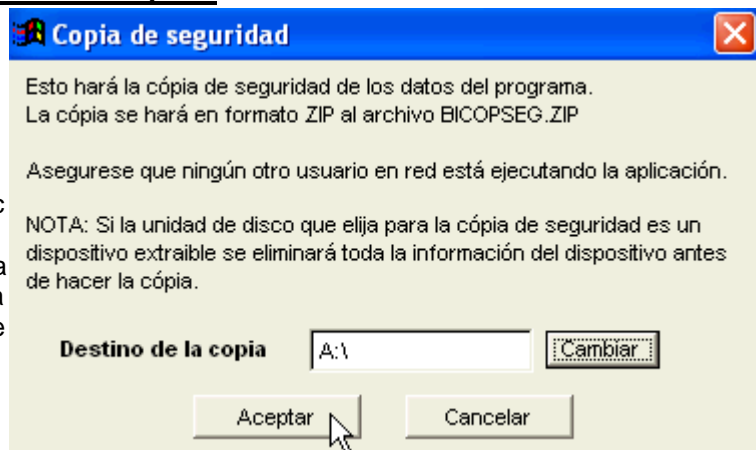 Copia de seguridad
Esto hará la cópia de seguridad de los datos del programa.
La cópia se hará en formato ZIP al archivo BICOPSEG.ZIP
Asegurese que ningún otro usuario en red está ejecutando la aplicación.
NOTA: Si la unidad de disco que elija para la cópia de seguridad es un
dispositivo extraible se eliminará toda la información del dispositivo antes
de hacer la cópia.
Destino de la copia A:\ Cambiar
Aceptar Cancelar